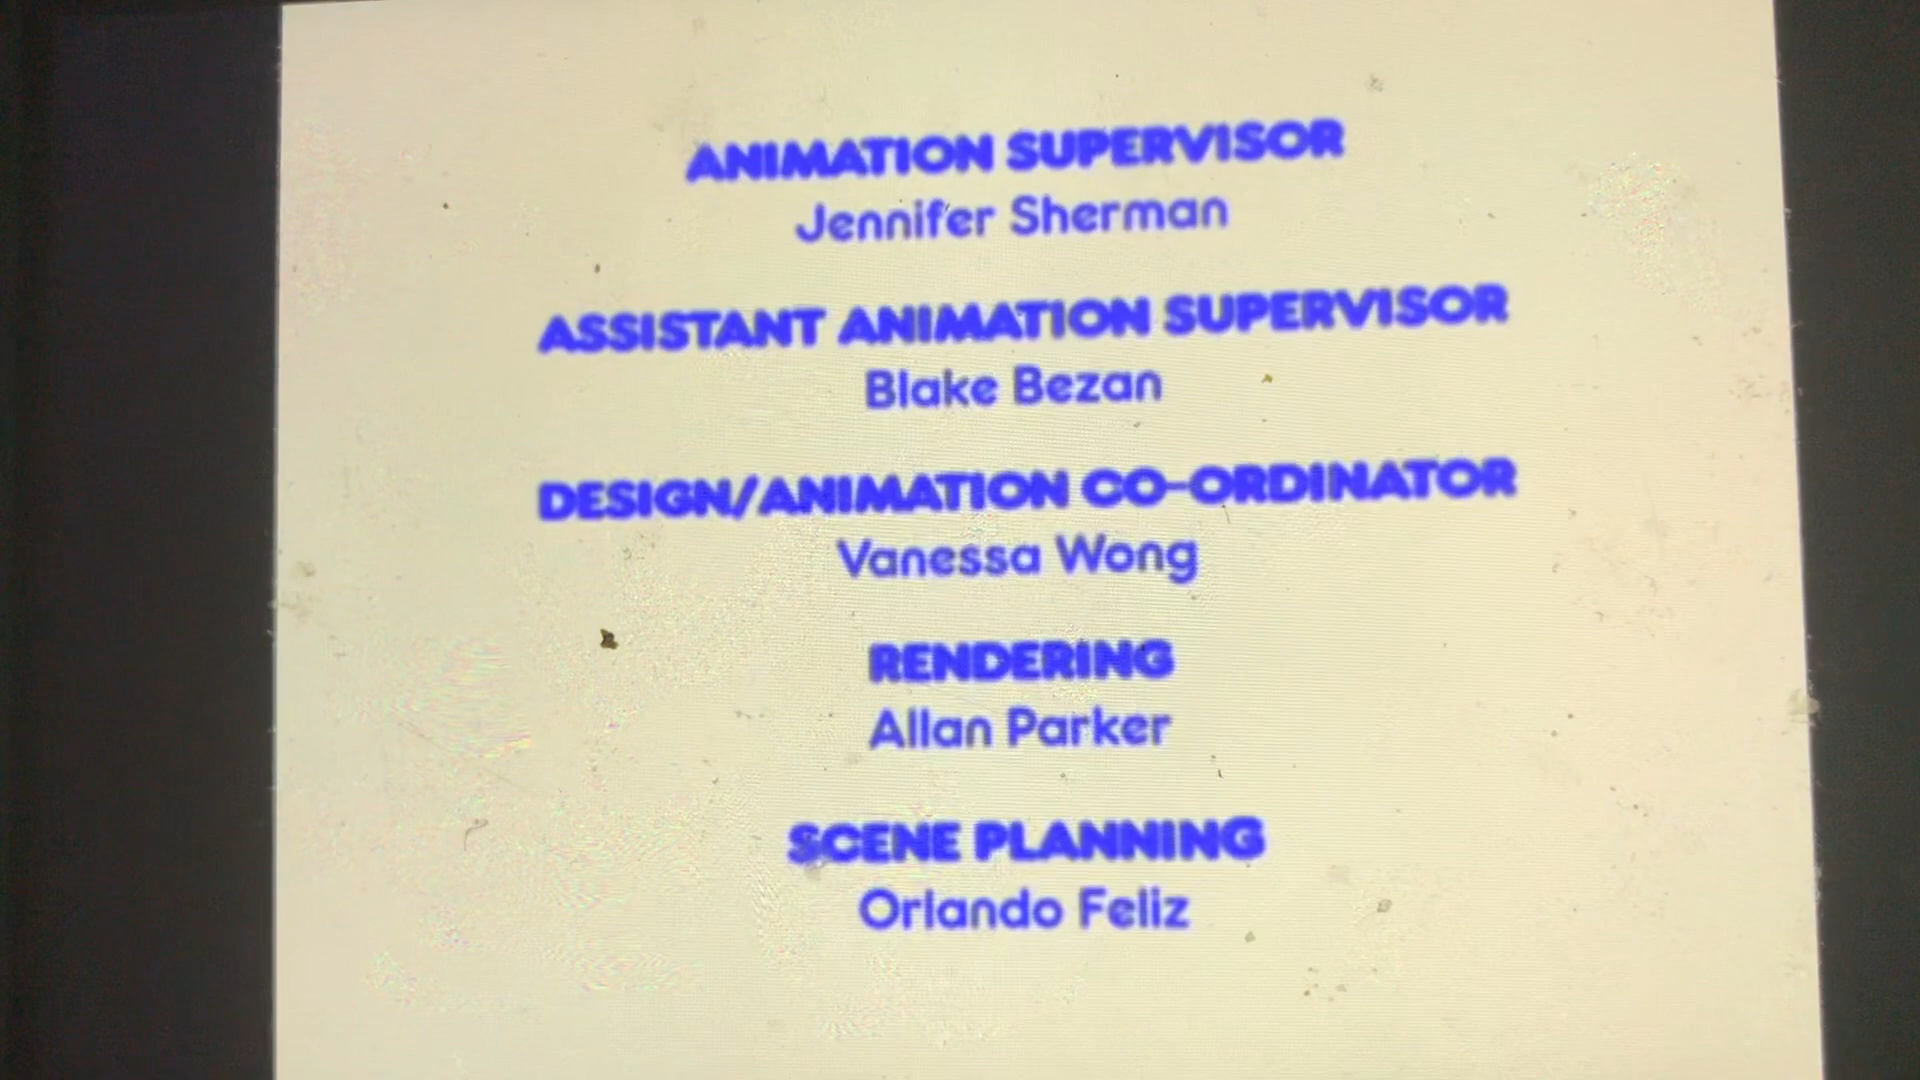 ANIMATION SUPERVISOR
Jennifer Sherman
ASSISTANT ANIMATION SUPERVISOR
Blake Bezan
DESIGN/ANIMATION CO-ORDINATOR
Vanessa Wong
RENDERING
Allan Parker
SCENE PLANNING
Orlando Feliz